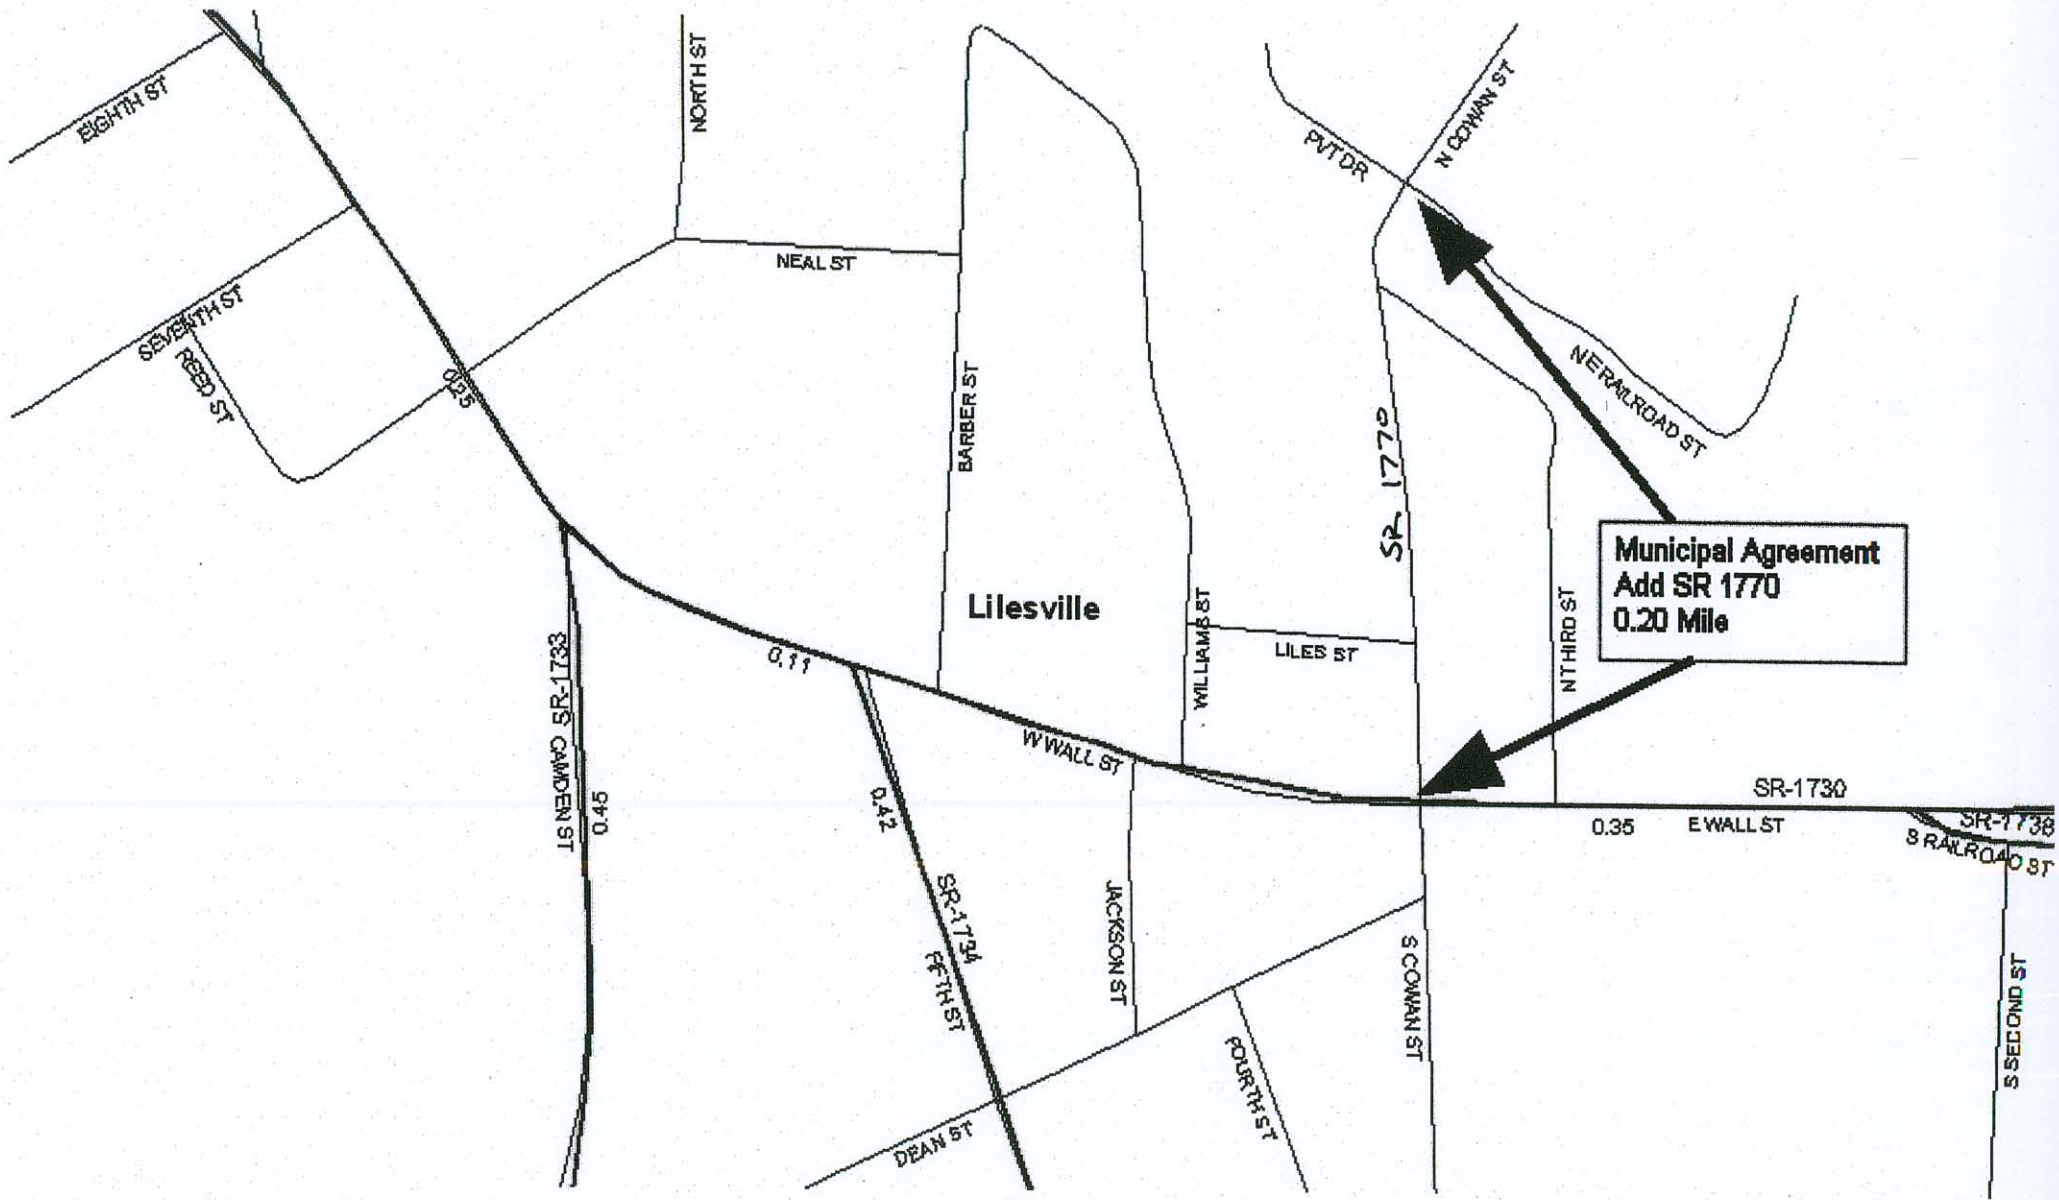 EIGHTH ST
NORTH ST
N COWAN ST
PVT DR
NEAL ST
SEVENTH ST
REED ST
0.25
BARBER ST
NE RAILROAD ST
SR 1770
Municipal Agreement
Add SR 1770
0.20 Mile
Lilesville
WILLIAMS ST
LILES ST
N THIRD ST
SR-1733
CAMDEN ST
0.45
0.11
W WALL ST
0.42
SR-1734
FIFTH ST
SR-1730
0.35
E WALL ST
SR-1738
S RAILROAD ST
JACKSON ST
S COWAN ST
FOURTH ST
DEAN ST
S SECOND ST